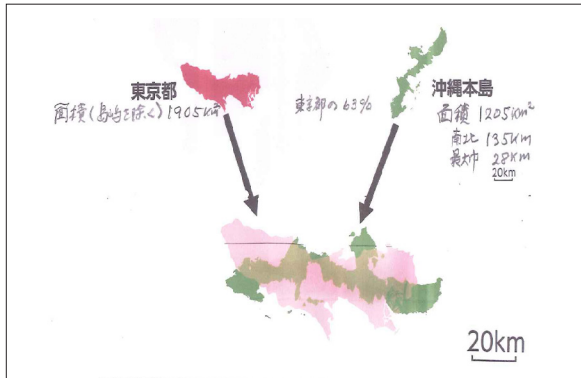 東京都
面積(島嶼を除く)1905km²
東京都の63%
沖縄本島
面積 1205km²
南北 135km
最大巾 28km
20km
20km